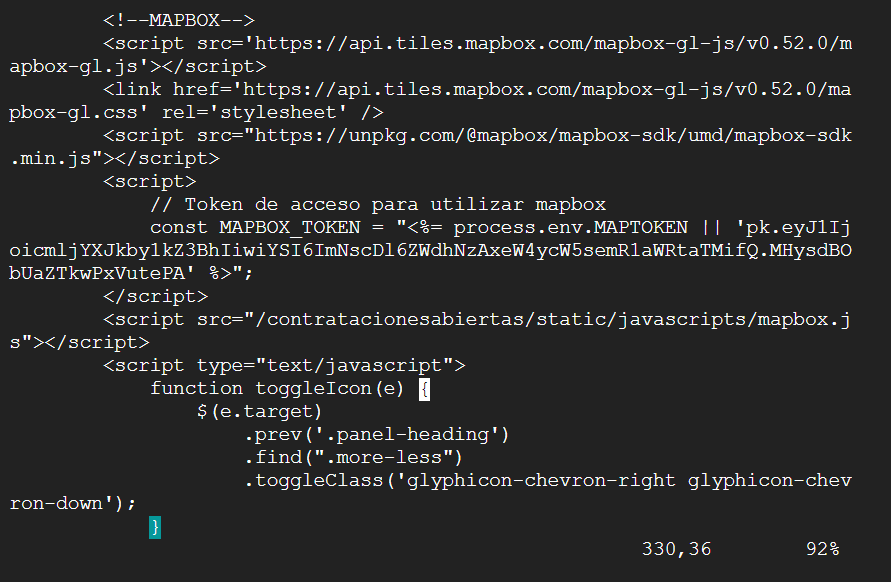 <!--MAPBOX-->
<script src='https://api.tiles.mapbox.com/mapbox-gl-js/v0.52.0/m
apbox-gl.js'></script>
<link href='https://api.tiles.mapbox.com/mapbox-gl-js/v0.52.0/ma
pbox-gl.css' rel='stylesheet' />
<script src="https://unpkg.com/@mapbox/mapbox-sdk/umd/mapbox-sdk
.min.js"></script>
<script>
// Token de acceso para utilizar mapbox
const MAPBOX_TOKEN = "<%= process.env.MAPTOKEN || 'pk.eyJ1Ij
oicmljYXJkby1kZ3BhIiwiYSI6ImNscDl6ZWdhNzAxeW4ycW5semR1aWRtaTMifQ.MHysdBO
bUaZTkwPxVutePA' %>";
</script>
<script src="/contratacionesabiertas/static/javascripts/mapbox.j
s"></script>
<script type="text/javascript">
function toggleIcon(e) {
$(e.target)
.prev('.panel-heading')
.find(".more-less")
.toggleClass('glyphicon-chevron-right glyphicon-chev
ron-down');
}
330,36 92%